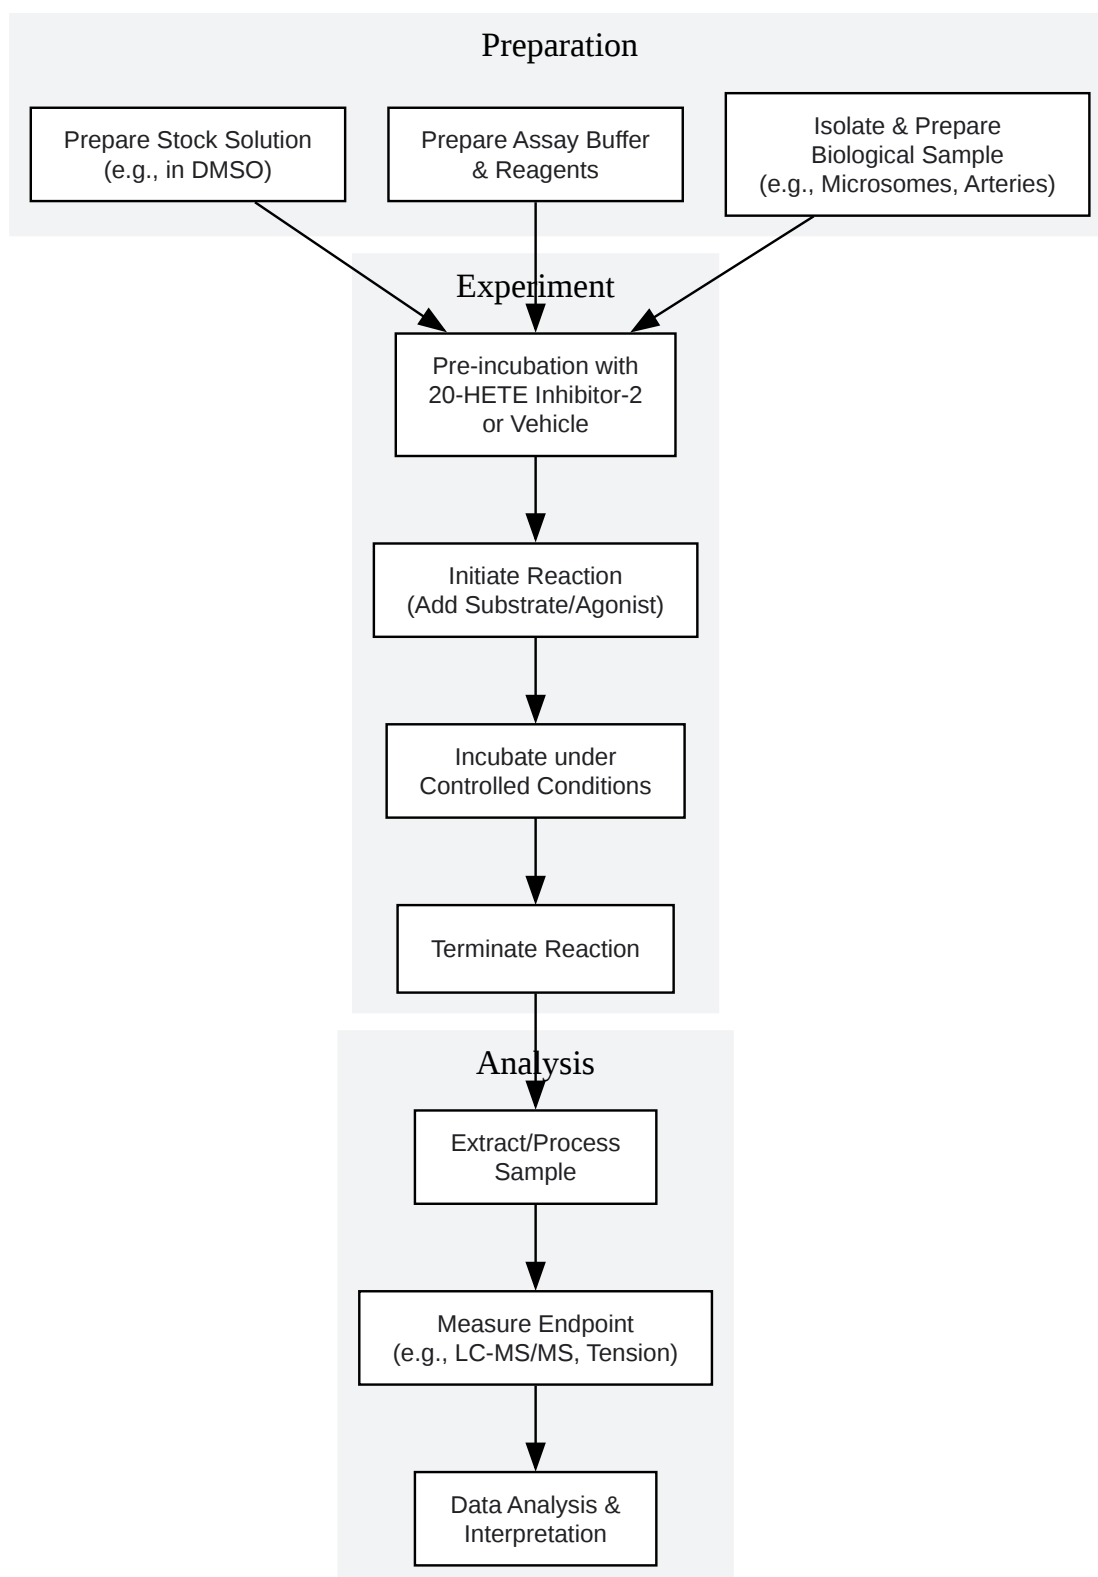 Preparation
Prepare Stock Solution
(e.g., in DMSO)
Prepare Assay Buffer
& Reagents
Isolate & Prepare
Biological Sample
(e.g., Microsomes, Arteries)
Experiment
Pre-incubation with
20-HETE Inhibitor-2
or Vehicle
Initiate Reaction
(Add Substrate/Agonist)
Incubate under
Controlled Conditions
Terminate Reaction
Analysis
Extract/Process
Sample
Measure Endpoint
(e.g., LC-MS/MS, Tension)
Data Analysis &
Interpretation